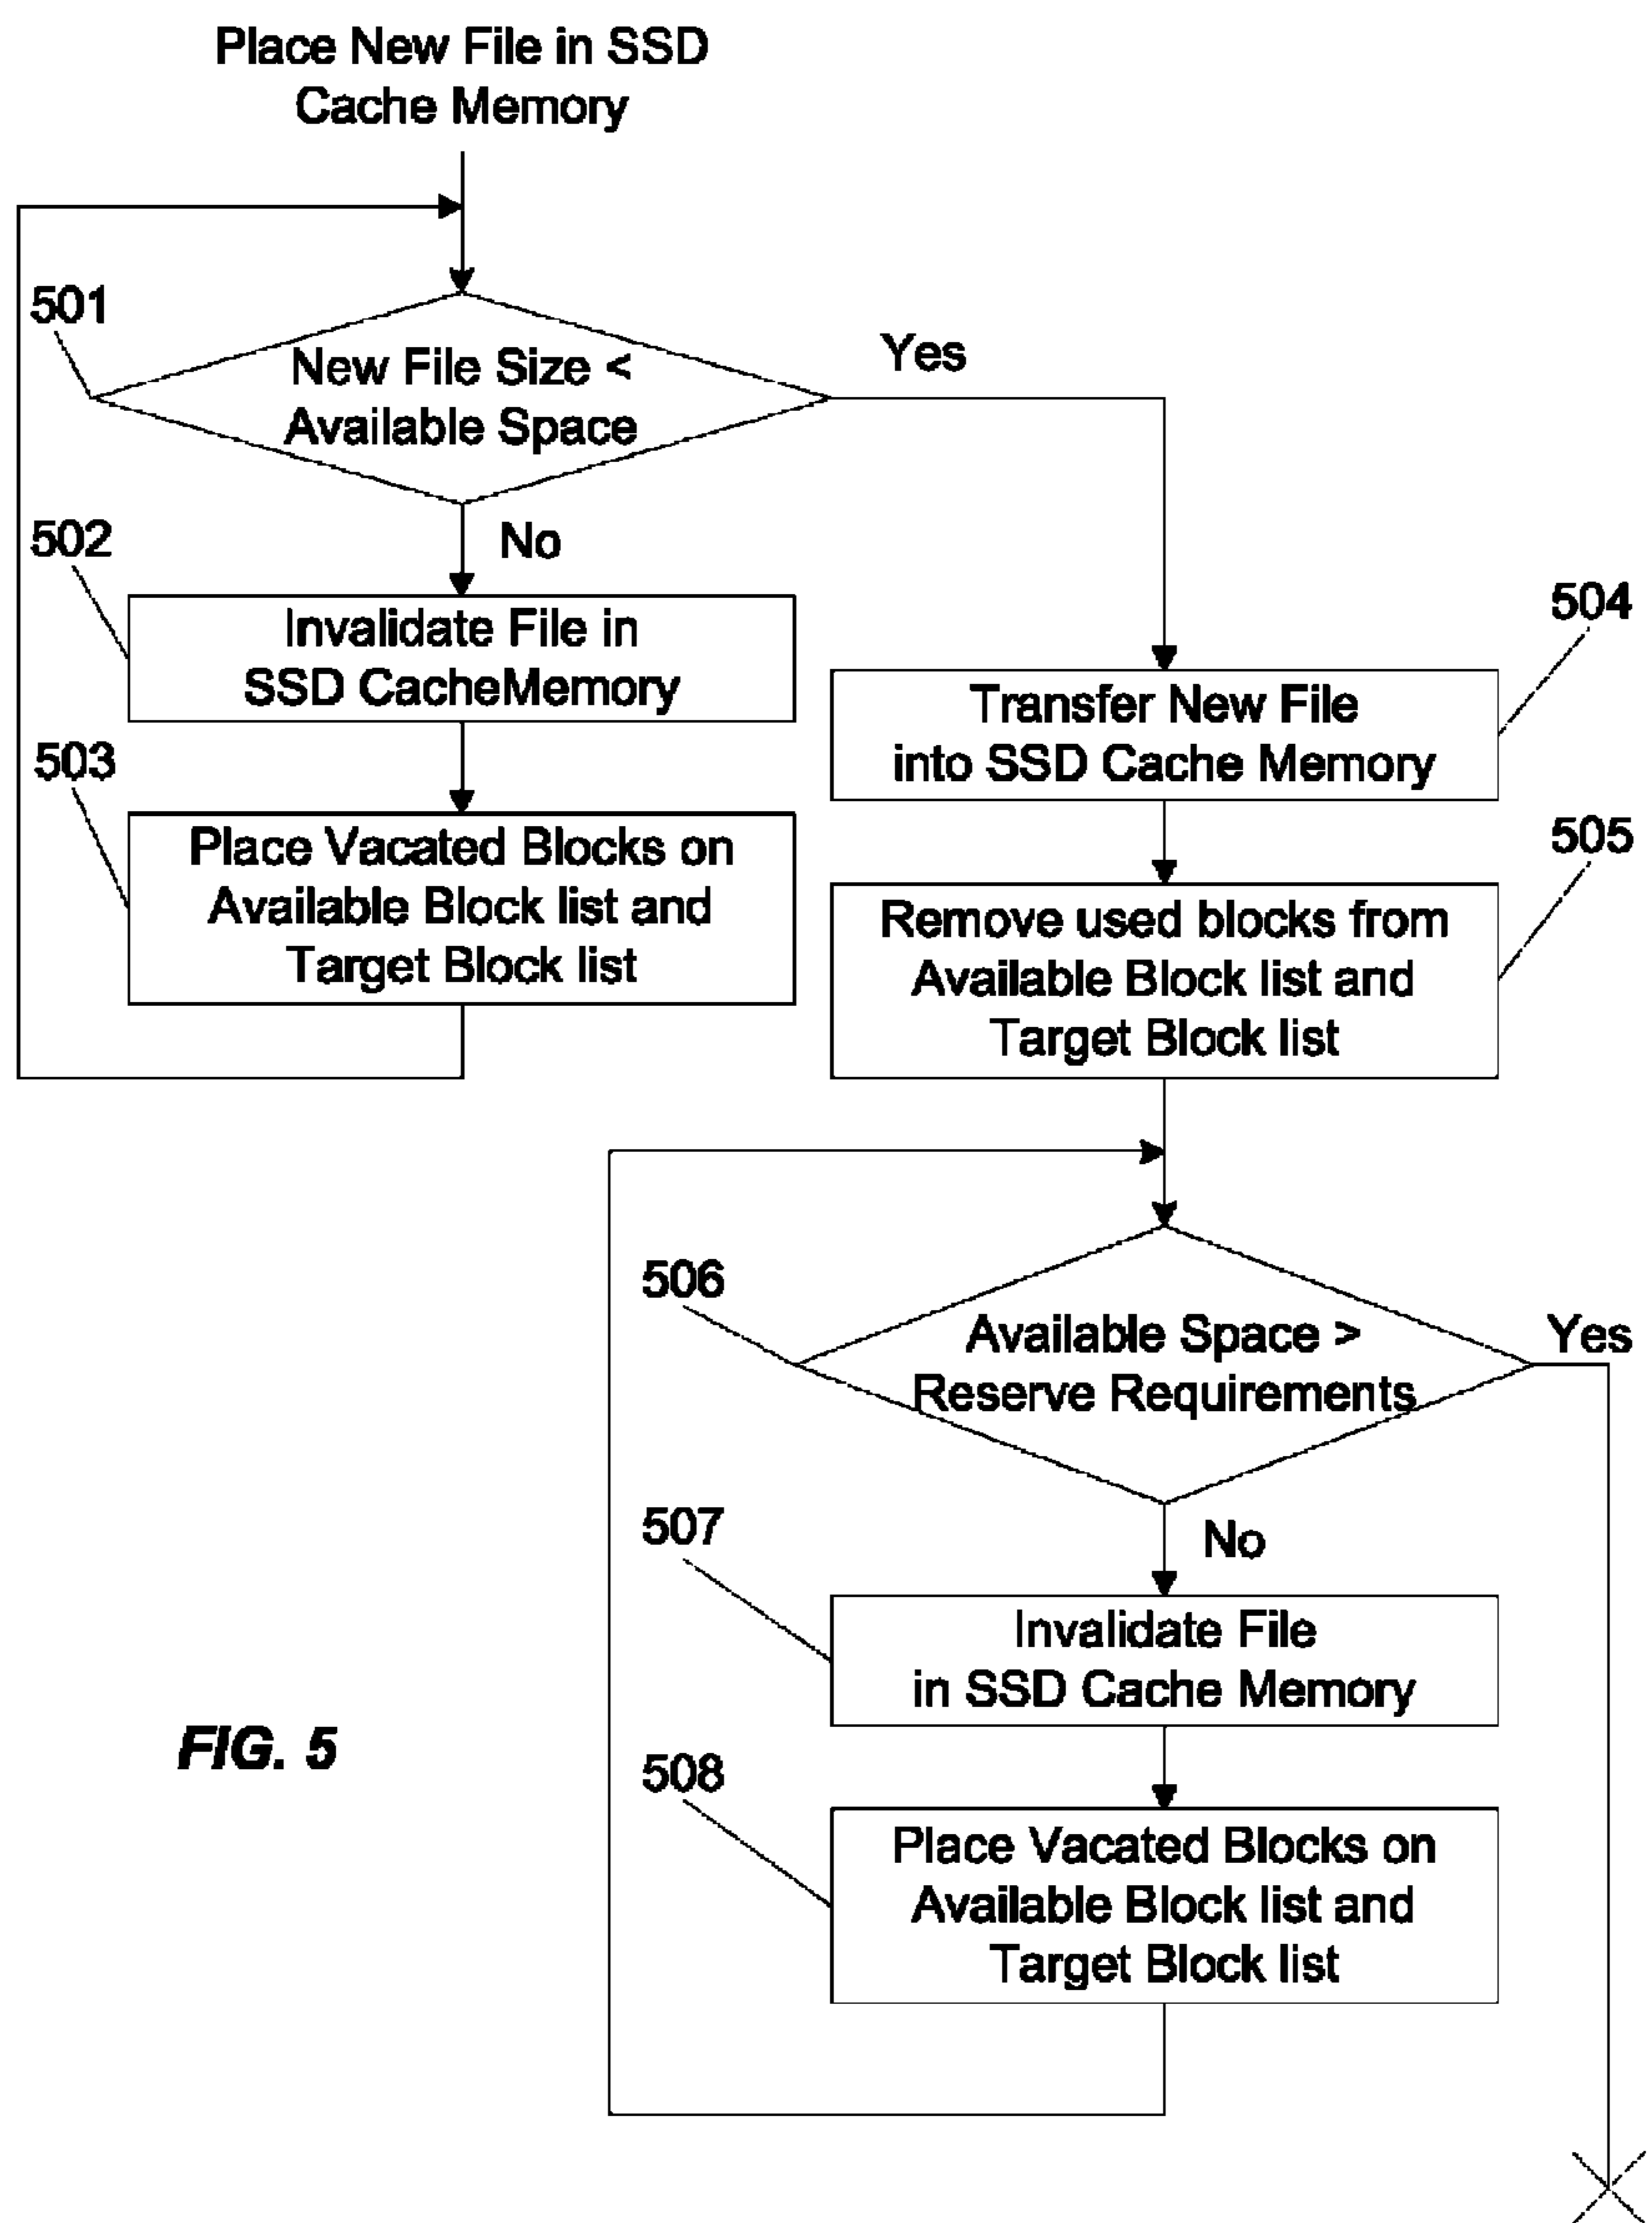 Place New File in SSD
Cache Memory
501
New File Size <
Available Space
Yes
No
502
Invalidate File in
SSD CacheMemory
503
Place Vacated Blocks on
Available Block list and
Target Block list
504
Transfer New File
into SSD Cache Memory
505
Remove used blocks from
Available Block list and
Target Block list
506
Available Space >
Reserve Requirements
Yes
No
507
Invalidate File
in SSD Cache Memory
508
Place Vacated Blocks on
Available Block list and
Target Block list
FIG. 5